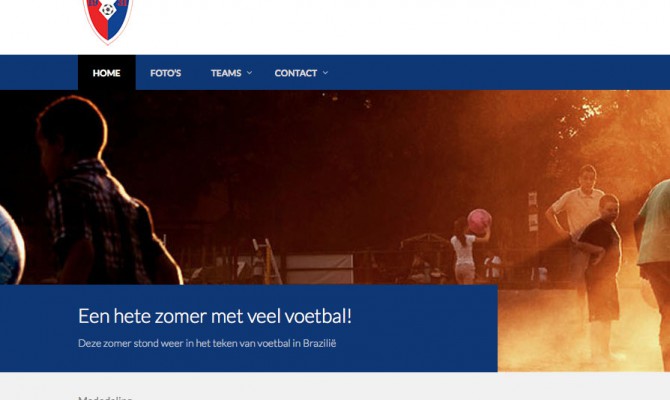 HOME FOTO'S TEAMS CONTACT
Een hete zomer met veel voetbal!
Deze zomer stond weer in het teken van voetbal in Brazilië
Mededeling